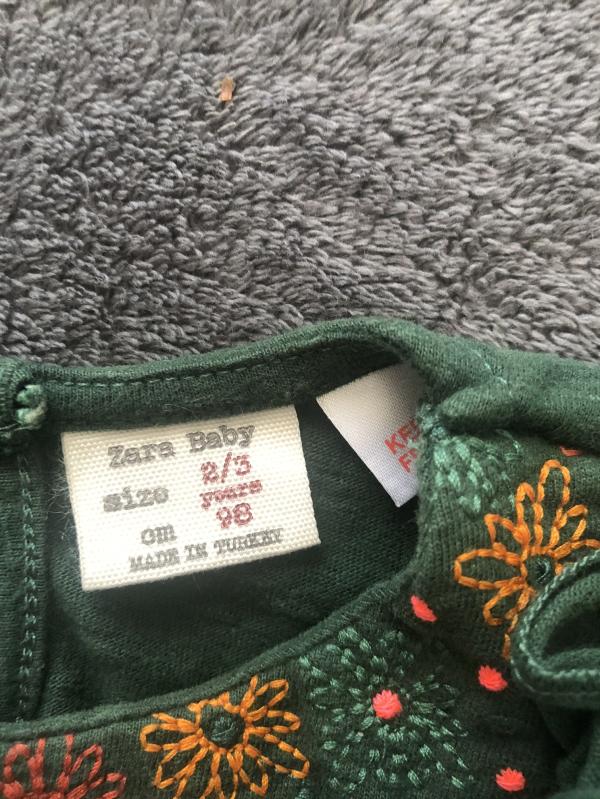 Zara Baby
size 2/3
years
cm 98
MADE IN TURKEY